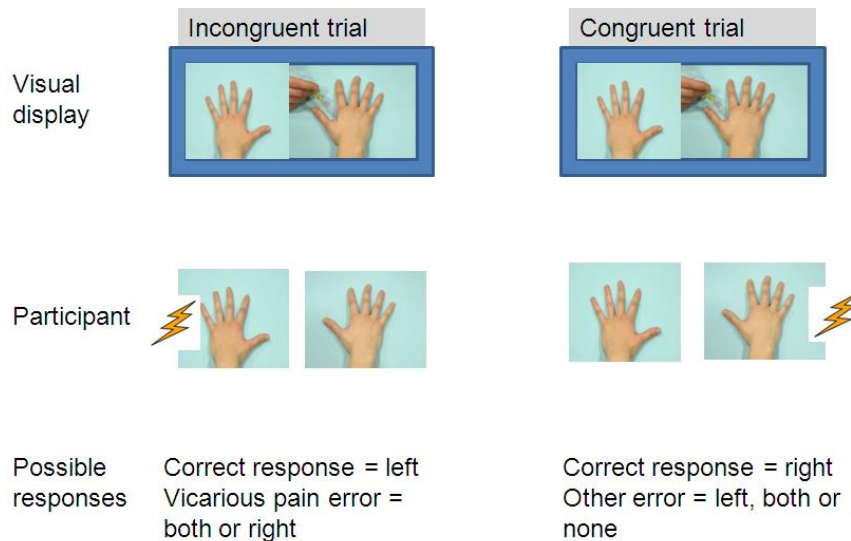 Incongruent trial
Congruent trial
Visual
display
Participant
Possible
responses
Correct response = left
Vicarious pain error =
both or right
Correct response = right
Other error = left, both or
none